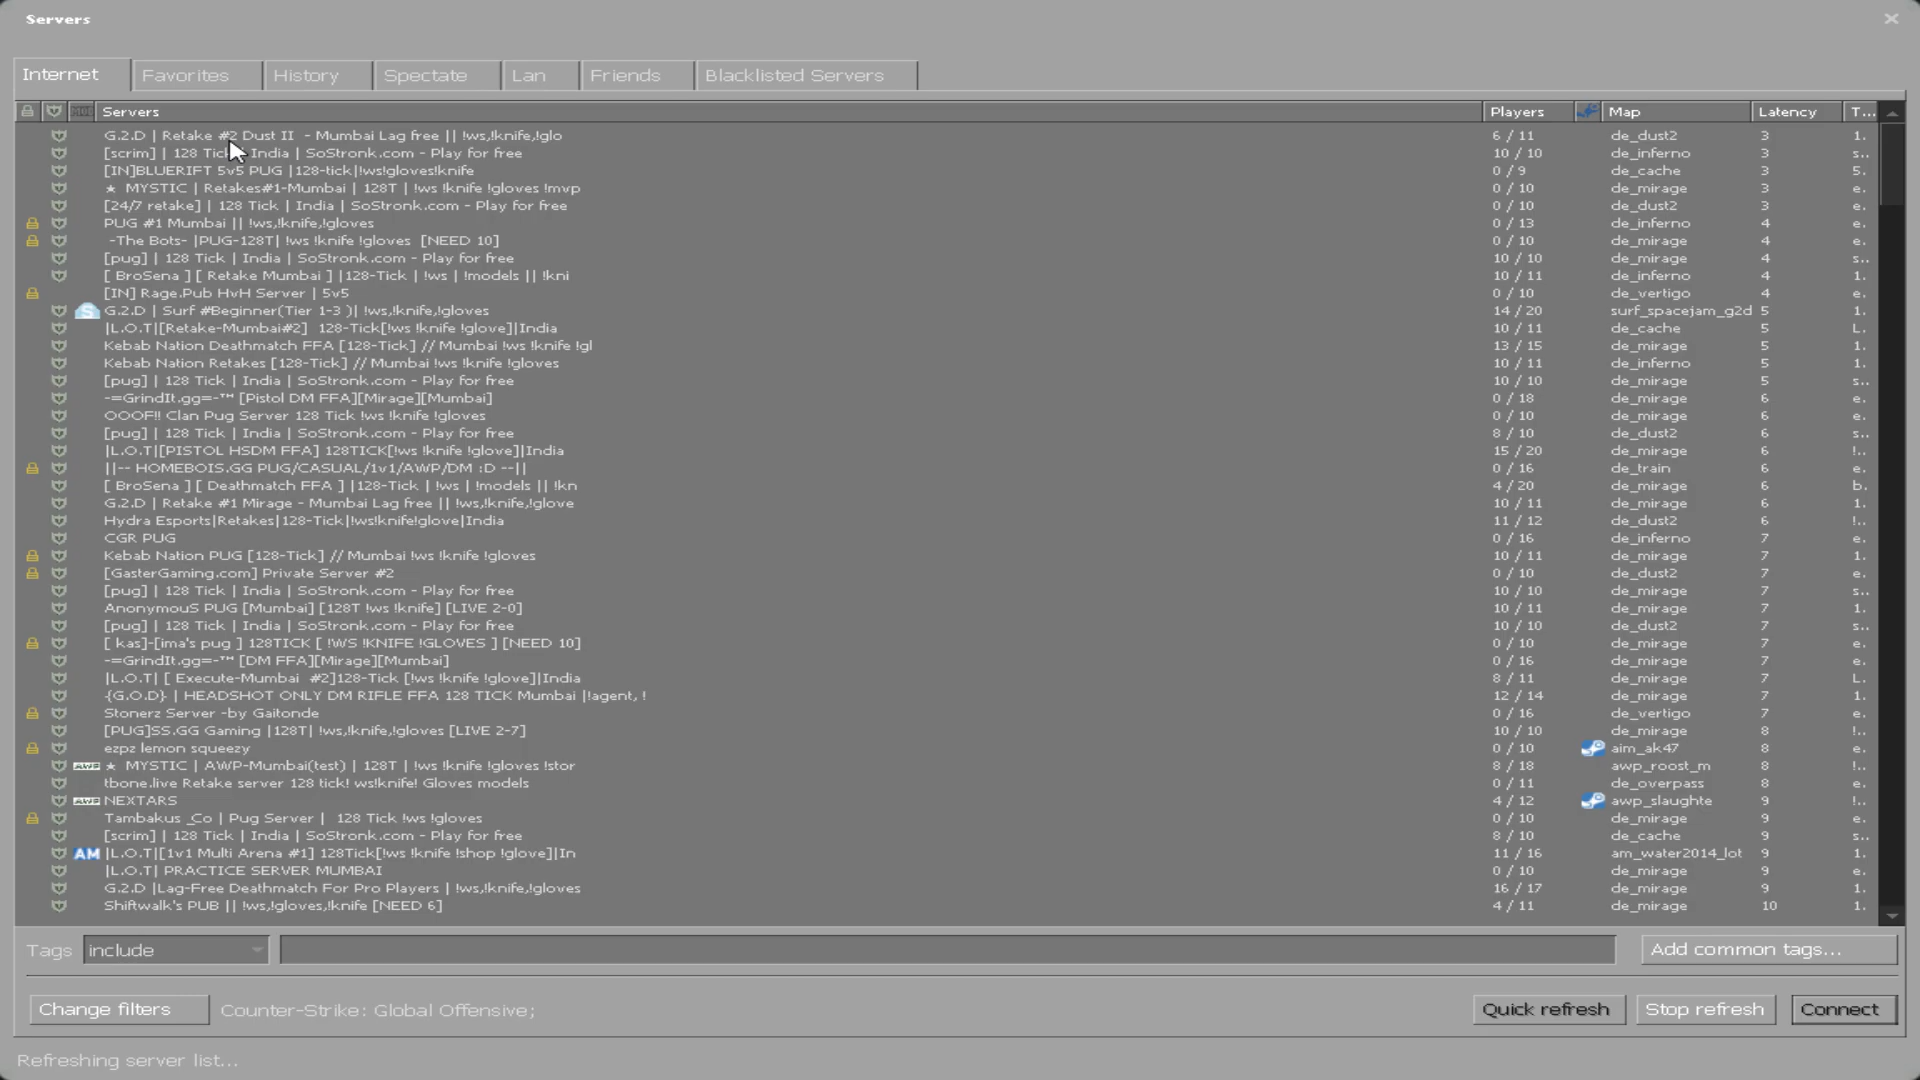 Servers
Internet Favorites History Spectate Lan Friends Blacklisted Servers
Servers Players Map Latency T...
G.2.D | Retake #2 Dust II - Mumbai Lag free || !ws,!knife,!glo 6 / 11 de_dust2 3 1.
[scrim] | 128 Tick | India | SoStronk.com - Play for free 10 / 10 de_inferno 3 s..
[IN]BLUERIFT 5v5 PUG |128-tick|!ws!gloves!knife 0 / 9 de_cache 3 5.
★ MYSTIC | Retakes#1-Mumbai | 128T | !ws !knife !gloves !mvp 0 / 10 de_mirage 3 e.
[24/7 retake] | 128 Tick | India | SoStronk.com - Play for free 0 / 10 de_dust2 3 e.
PUG #1 Mumbai || !ws,!knife,!gloves 0 / 13 de_inferno 4 e.
-The Bots- |PUG-128T| !ws !knife !gloves [NEED 10] 0 / 10 de_mirage 4 e.
[pug] | 128 Tick | India | SoStronk.com - Play for free 10 / 10 de_mirage 4 s..
[ BroSena ] [ Retake Mumbai ] |128-Tick | !ws | !models || !kni 10 / 11 de_inferno 4 1.
[IN] Rage.Pub HvH Server | 5v5 0 / 10 de_vertigo 4 e.
S G.2.D | Surf #Beginner(Tier 1-3 )| !ws,!knife,!gloves 14 / 20 surf_spacejam_g2d 5 1.
|L.O.T|[Retake-Mumbai#2] 128-Tick[!ws !knife !glove]|India 10 / 11 de_cache 5 L.
Kebab Nation Deathmatch FFA [128-Tick] // Mumbai !ws !knife !gl 13 / 15 de_mirage 5 1.
Kebab Nation Retakes [128-Tick] // Mumbai !ws !knife !gloves 10 / 11 de_inferno 5 1.
[pug] | 128 Tick | India | SoStronk.com - Play for free 10 / 10 de_mirage 5 s..
-=GrindIt.gg=-™ [Pistol DM FFA][Mirage][Mumbai] 0 / 18 de_mirage 6 e.
OOOF!! Clan Pug Server 128 Tick !ws !knife !gloves 0 / 10 de_mirage 6 e.
[pug] | 128 Tick | India | SoStronk.com - Play for free 8 / 10 de_dust2 6 s..
|L.O.T|[PISTOL HSDM FFA] 128TICK[!ws !knife !glove]|India 15 / 20 de_mirage 6 !..
||-- HOMEBOIS.GG PUG/CASUAL/1v1/AWP/DM :D --|| 0 / 16 de_train 6 e.
[ BroSena ] [ Deathmatch FFA ] |128-Tick | !ws | !models || !kn 4 / 20 de_mirage 6 b.
G.2.D | Retake #1 Mirage - Mumbai Lag free || !ws,!knife,!glove 10 / 11 de_mirage 6 1.
Hydra Esports|Retakes|128-Tick|!ws!knife!glove|India 11 / 12 de_dust2 6 !..
CGR PUG 0 / 16 de_inferno 7 e.
Kebab Nation PUG [128-Tick] // Mumbai !ws !knife !gloves 10 / 11 de_mirage 7 1.
[GasterGaming.com] Private Server #2 0 / 10 de_dust2 7 e.
[pug] | 128 Tick | India | SoStronk.com - Play for free 10 / 10 de_mirage 7 s..
AnonymouS PUG [Mumbai] [128T !ws !knife] [LIVE 2-0] 10 / 11 de_mirage 7 1.
[pug] | 128 Tick | India | SoStronk.com - Play for free 10 / 10 de_dust2 7 s..
[ kas]-[ima's pug ] 128TICK [ !WS !KNIFE !GLOVES ] [NEED 10] 0 / 10 de_mirage 7 e.
-=GrindIt.gg=-™ [DM FFA][Mirage][Mumbai] 0 / 16 de_mirage 7 e.
|L.O.T| [ Execute-Mumbai #2]128-Tick [!ws !knife !glove]|India 8 / 11 de_mirage 7 L.
{G.O.D} | HEADSHOT ONLY DM RIFLE FFA 128 TICK Mumbai |!agent, ! 12 / 14 de_mirage 7 1.
Stonerz Server -by Gaitonde 0 / 16 de_vertigo 7 e.
[PUG]SS.GG Gaming |128T| !ws,!knife,!gloves [LIVE 2-7] 10 / 10 de_mirage 8 !..
ezpz lemon squeezy 0 / 10 aim_ak47 8 e.
AWP ★ MYSTIC | AWP-Mumbai(test) | 128T | !ws !knife !gloves !stor 8 / 18 awp_roost_m 8 !..
tbone.live Retake server 128 tick! ws!knife! Gloves models 0 / 11 de_overpass 8 e.
AWP NEXTARS 4 / 12 awp_slaughte 9 !..
Tambakus _Co | Pug Server | 128 Tick !ws !gloves 0 / 10 de_mirage 9 e.
[scrim] | 128 Tick | India | SoStronk.com - Play for free 8 / 10 de_cache 9 s..
AM |L.O.T|[1v1 Multi Arena #1] 128Tick[!ws !knife !shop !glove]|In 11 / 16 am_water2014_lot 9 1.
|L.O.T| PRACTICE SERVER MUMBAI 0 / 10 de_mirage 9 e.
G.2.D |Lag-Free Deathmatch For Pro Players | !ws,!knife,!gloves 16 / 17 de_mirage 9 1.
Shiftwalk's PUB || !ws,!gloves,!knife [NEED 6] 4 / 11 de_mirage 10 1.
Tags include Add common tags...
Change filters Counter-Strike: Global Offensive; Quick refresh Stop refresh Connect
Refreshing server list...